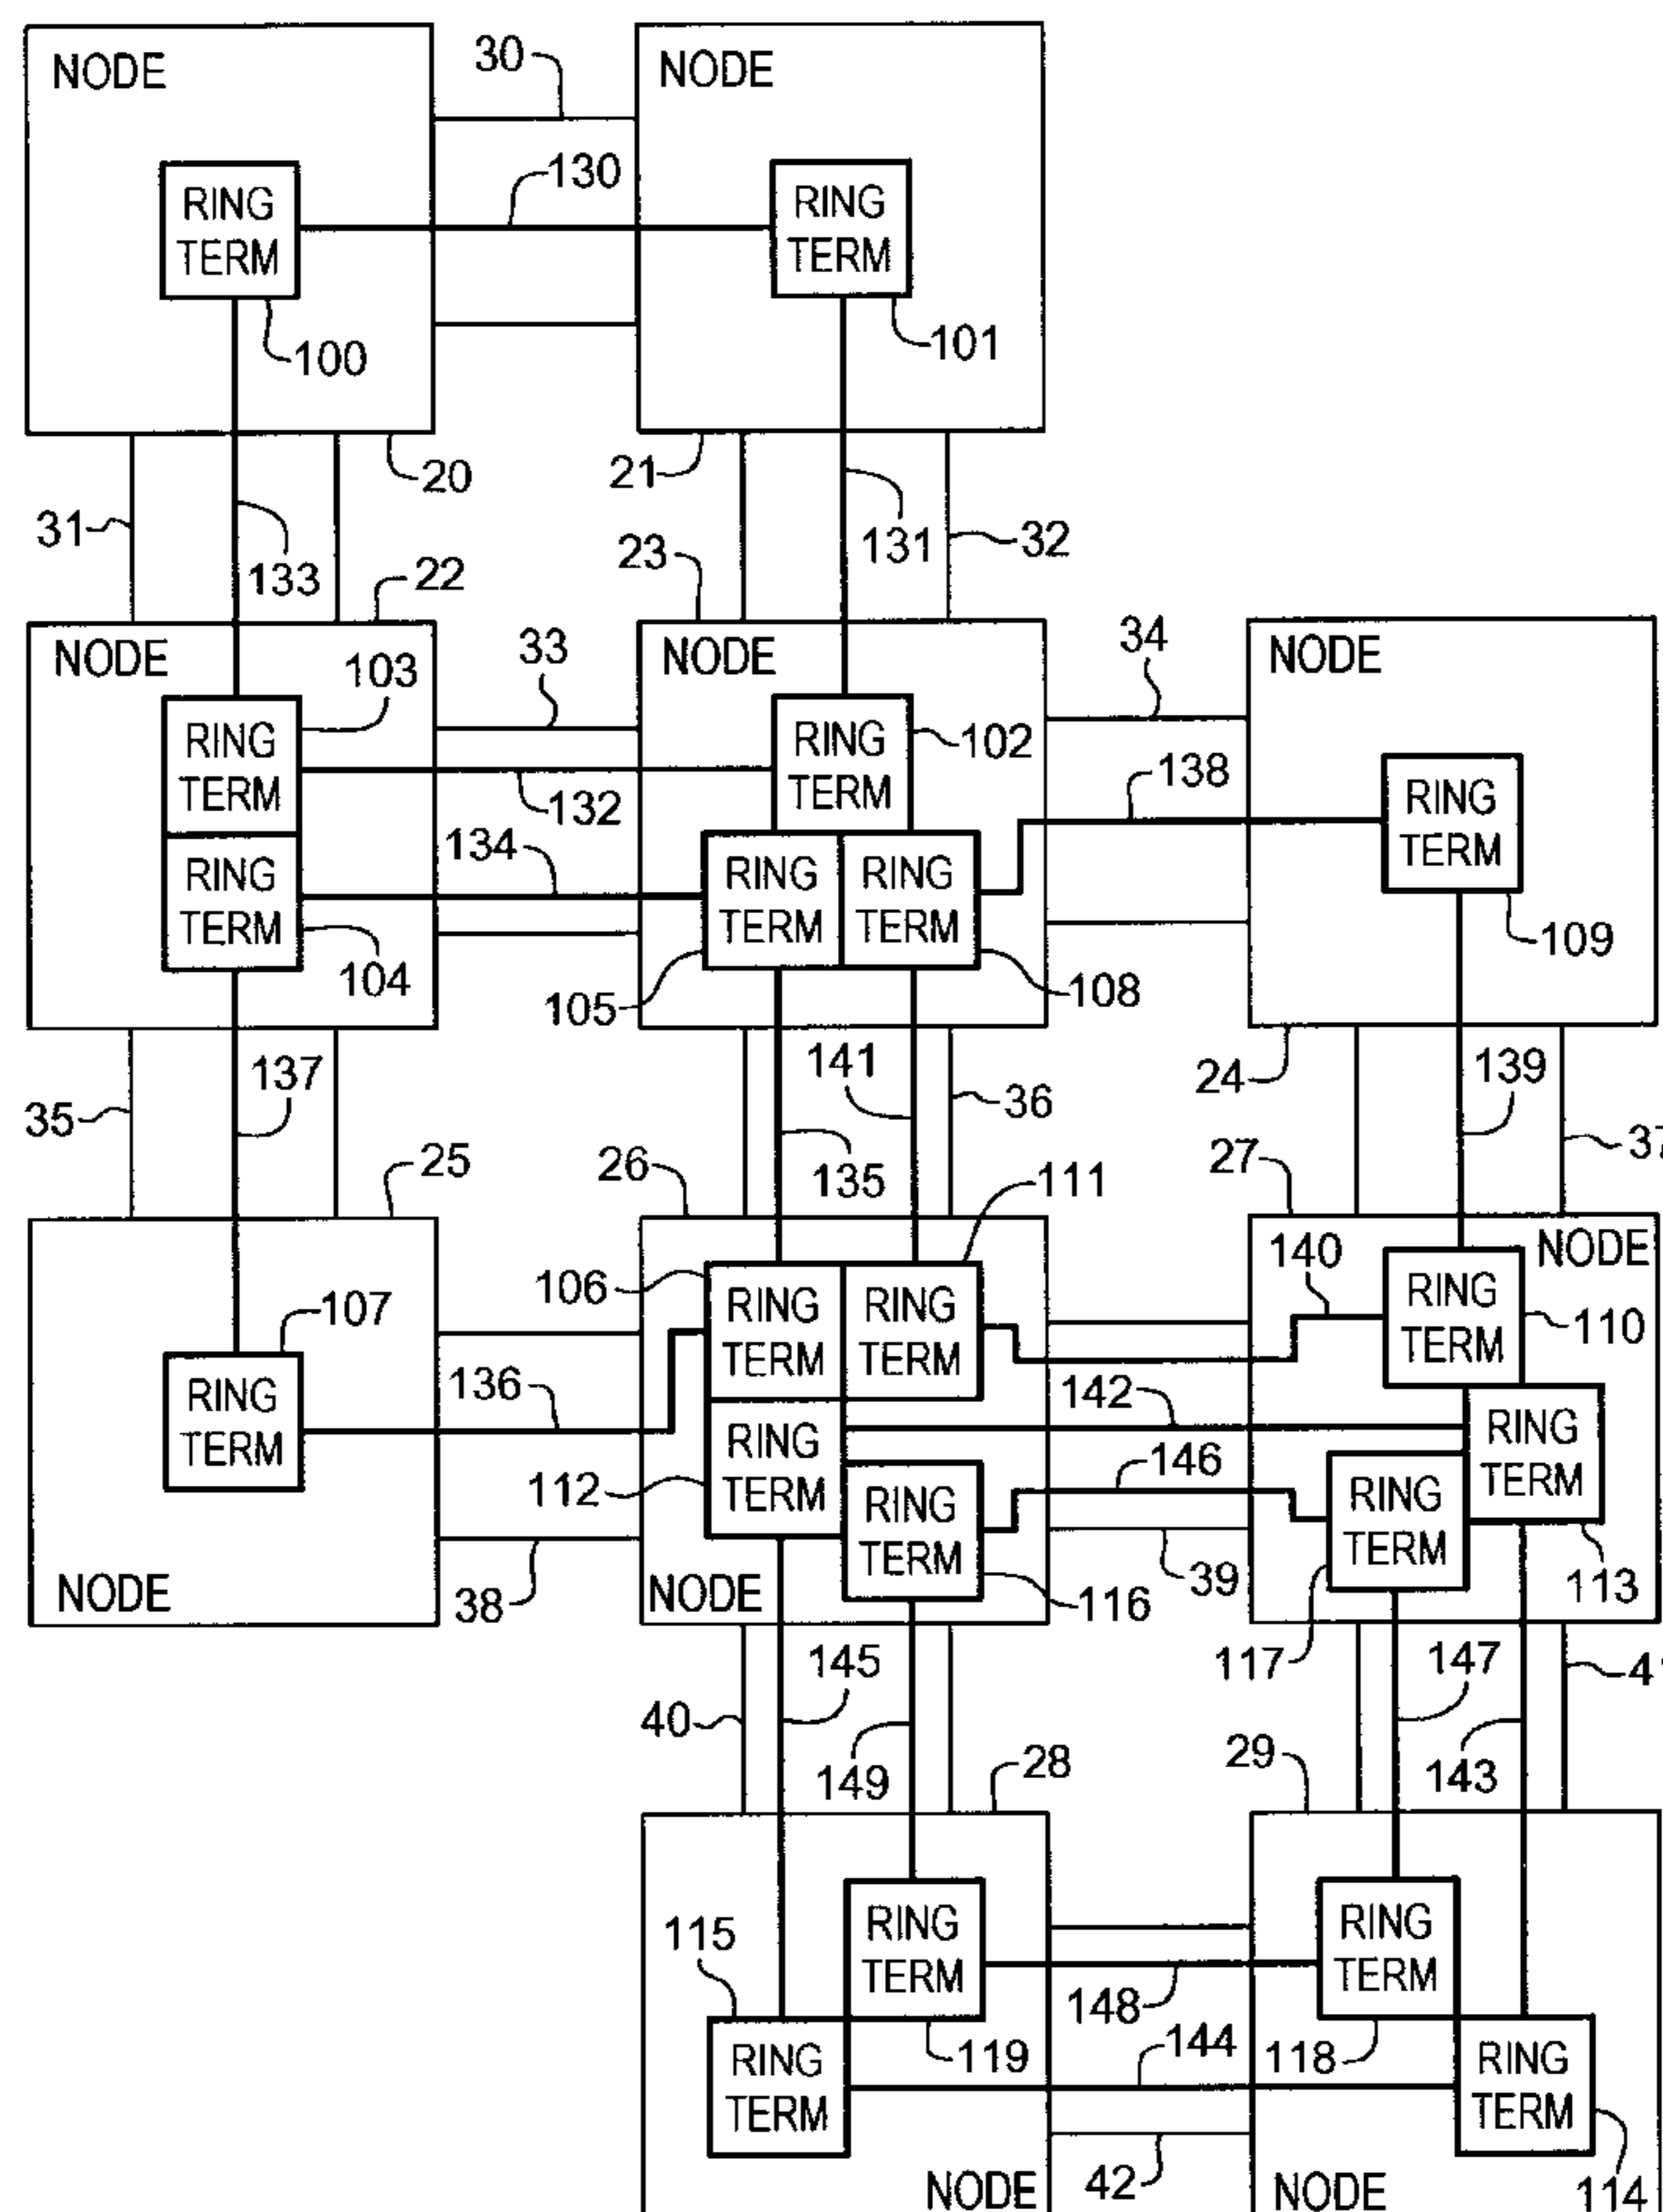 NODE
30
NODE
130
RING
TERM
RING
TERM
100
101
20
21
31
133
131
32
22
23
NODE
103
33
NODE
34
NODE
RING
TERM
132
RING
TERM
102
138
RING
TERM
134
RING
TERM
104
RING
TERM
RING
TERM
105
108
109
35
137
141
36
24
139
37
25
26
135
111
27
106
140
NODE
107
RING
TERM
RING
TERM
RING
TERM
110
RING
TERM
136
142
RING
TERM
112
146
RING
TERM
RING
TERM
RING
TERM
NODE
38
NODE
116
39
117
113
40
145
149
147
143
28
29
115
RING
TERM
RING
TERM
148
RING
TERM
119
144
118
RING
TERM
NODE
42
NODE
114